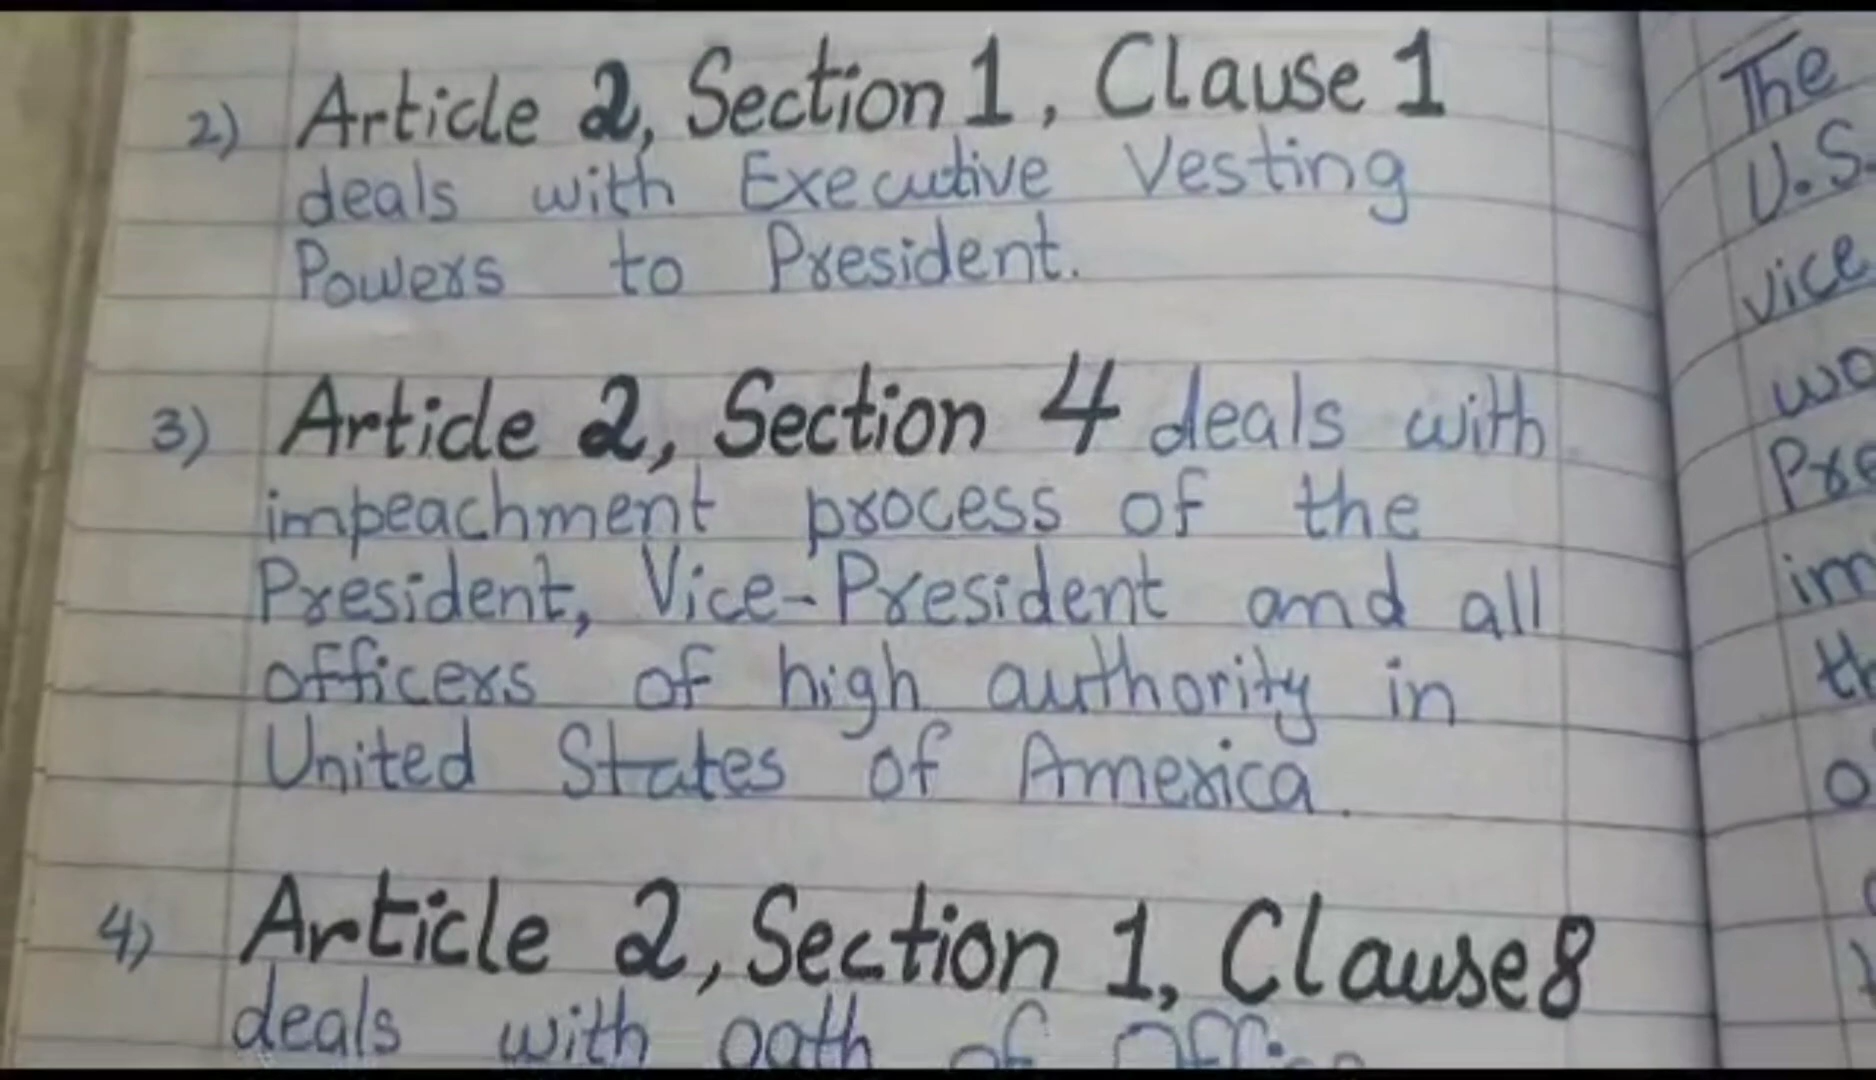 2) Article 2, Section 1, Clause 1
deals with Executive Vesting
Powers to President.
3) Article 2, Section 4 deals with
impeachment process of the
President, Vice-President and all
officers of high authority in
United States of America.
4) Article 2, Section 1, Clause 8
deals with oath of
The
U.S.
vice